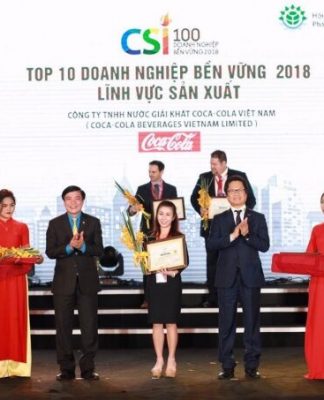 CSI 100
DOANH NGHIỆP
BỀN VỮNG 2018
TOP 10 DOANH NGHIỆP BỀN VỮNG 2018
LĨNH VỰC SẢN XUẤT
CÔNG TY TNHH NƯỚC GIẢI KHÁT COCA-COLA VIỆT NAM
( COCA-COLA BEVERAGES VIETNAM LIMITED )
Coca-Cola